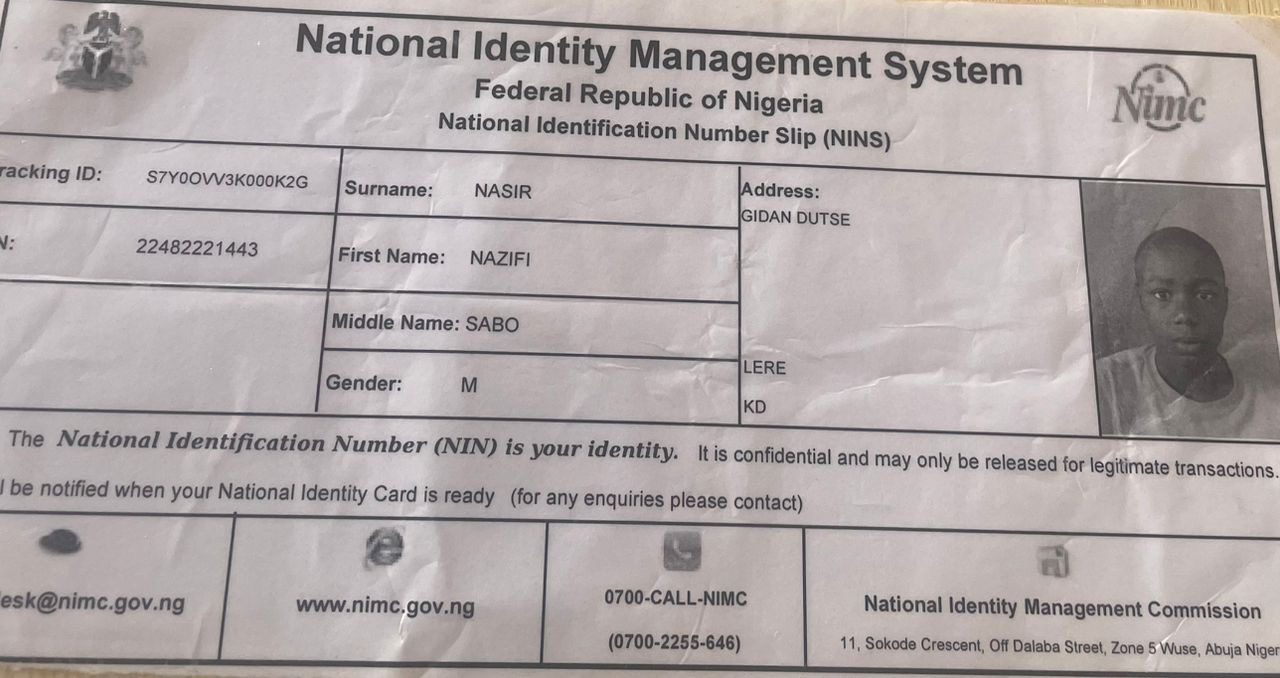 National Identity Management System
Federal Republic of Nigeria
National Identification Number Slip (NINS)
Nimc
racking ID: S7Y0OVV3K000K2G
Surname: NASIR
Address:
GIDAN DUTSE
N: 22482221443
First Name: NAZIFI
Middle Name: SABO
LERE
Gender: M
KD
The National Identification Number (NIN) is your identity. It is confidential and may only be released for legitimate transactions.
l be notified when your National Identity Card is ready (for any enquiries please contact)
esk@nimc.gov.ng
www.nimc.gov.ng
0700-CALL-NIMC
(0700-2255-646)
National Identity Management Commission
11, Sokode Crescent, Off Dalaba Street, Zone 5 Wuse, Abuja Niger